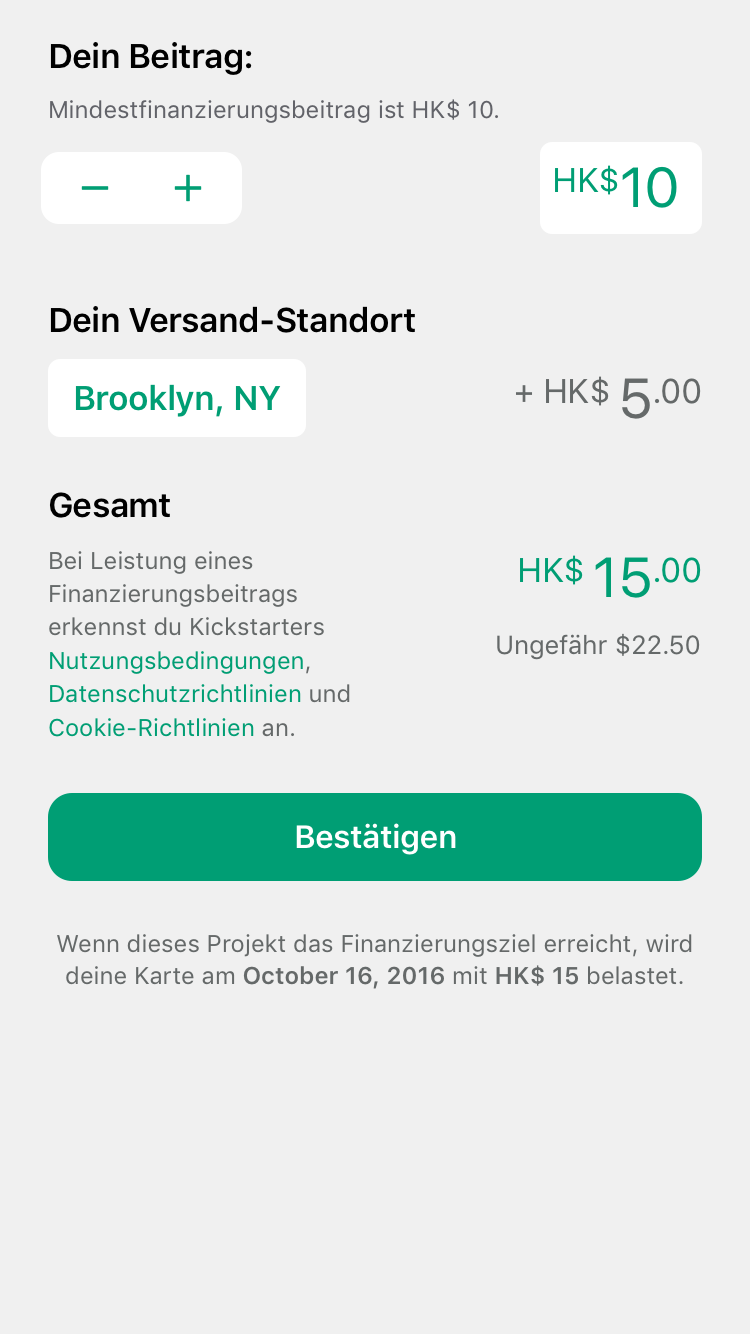 Dein Beitrag:
Mindestfinanzierungsbeitrag ist HK$ 10.
− + HK$10
Dein Versand-Standort
Brooklyn, NY + HK$ 5.00
Gesamt
Bei Leistung eines
Finanzierungsbeitrags
erkennst du Kickstarters
Nutzungsbedingungen,
Datenschutzrichtlinien und
Cookie-Richtlinien an.
HK$ 15.00
Ungefähr $22.50
Bestätigen
Wenn dieses Projekt das Finanzierungsziel erreicht, wird
deine Karte am October 16, 2016 mit HK$ 15 belastet.